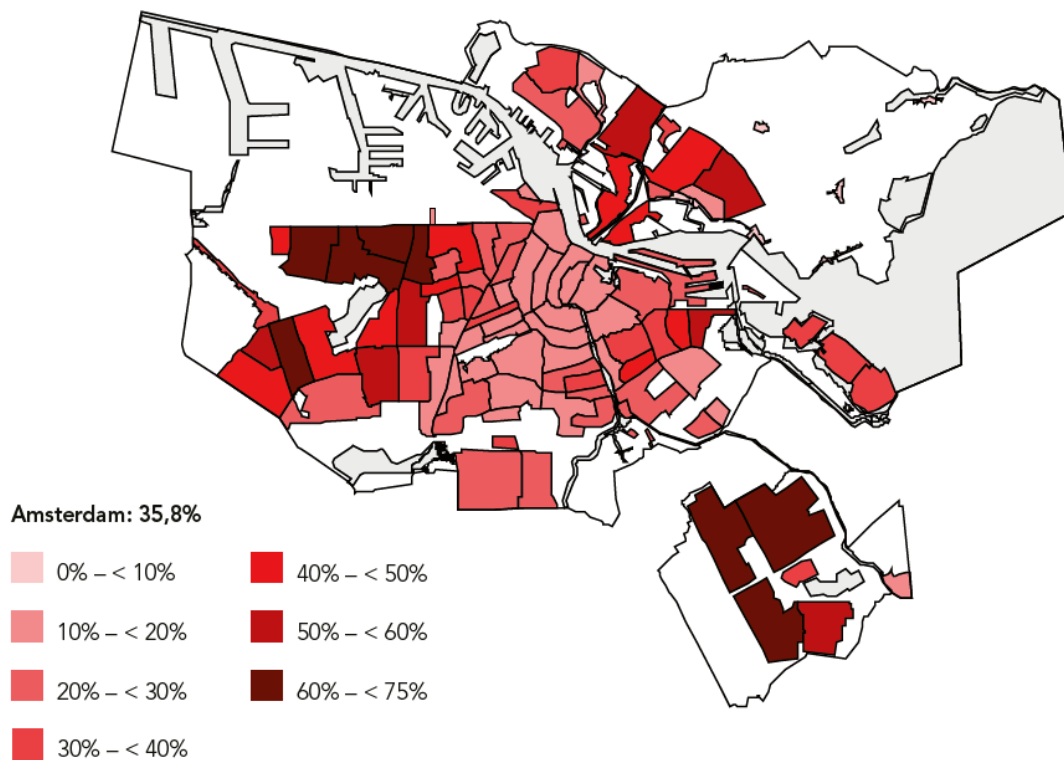 Amsterdam: 35,8%
0% – < 10%
10% – < 20%
20% – < 30%
30% – < 40%
40% – < 50%
50% – < 60%
60% – < 75%